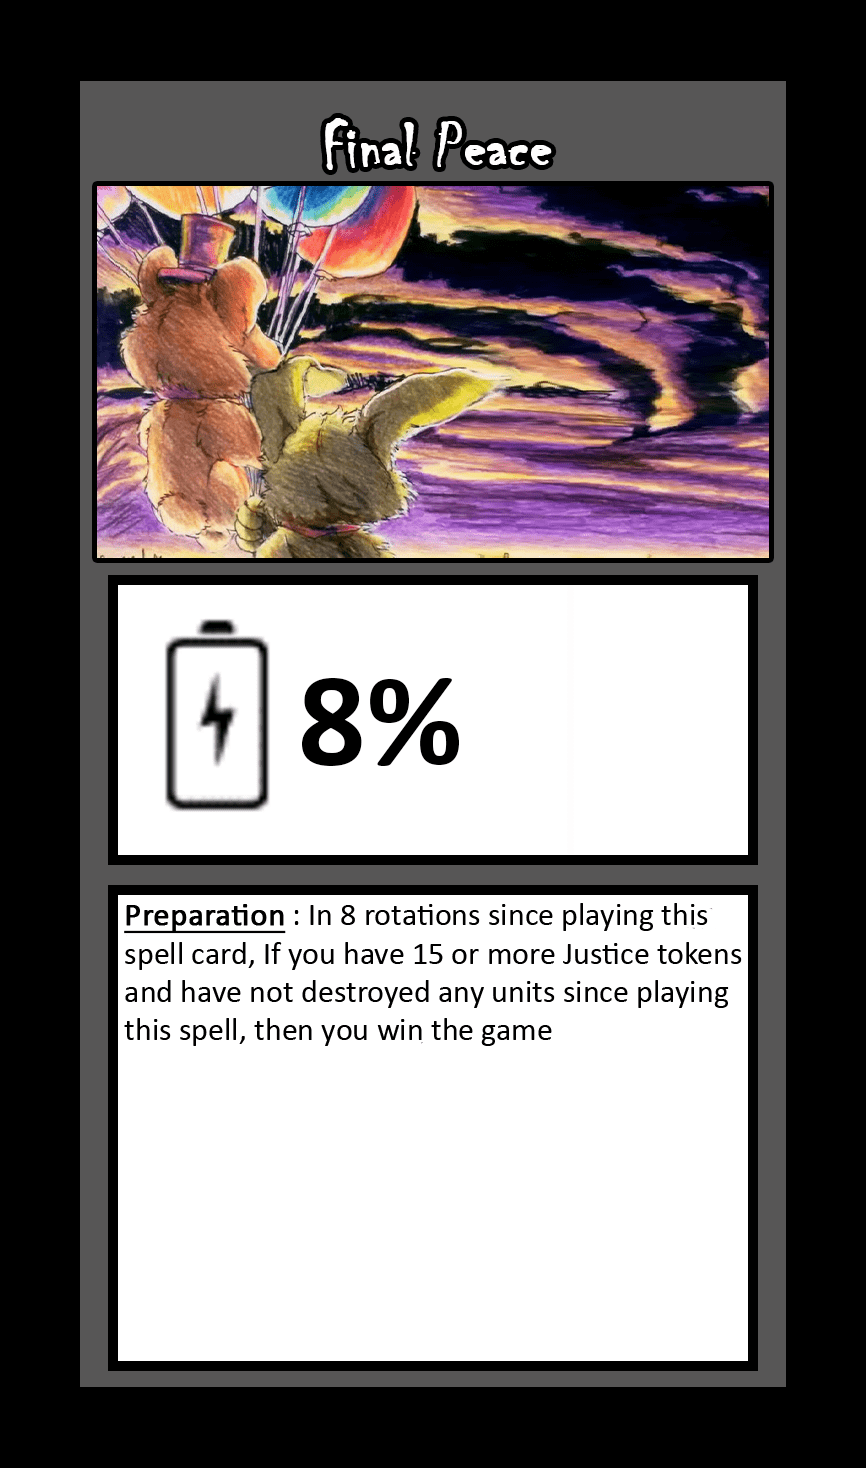 Final Peace
8%
Preparation : In 8 rotations since playing this
spell card, If you have 15 or more Justice tokens
and have not destroyed any units since playing
this spell, then you win the game